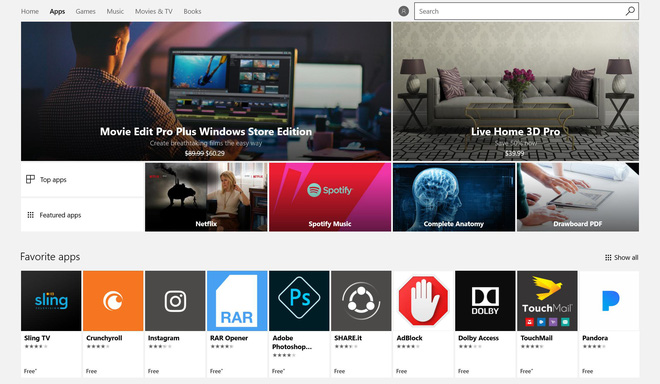 Home Apps Games Music Movies & TV Books
R Search
Movie Edit Pro Plus Windows Store Edition
Create breathtaking films the easy way
$89.99 $60.29
Live Home 3D Pro
Save 50% now
$39.99
Top apps
Featured apps
Netflix
Spotify
Spotify Music
Complete Anatomy
Drawboard PDF
Favorite apps
Show all
sling
RAR
Ps
DOLBY
TouchMail
Sling TV
Crunchyroll
Instagram
RAR Opener
Adobe Photoshop...
SHARE.it
AdBlock
Dolby Access
TouchMail
Pandora
Free+
Free+
Free
Free
Free+
Free
Free
Free+
Free+
Free+